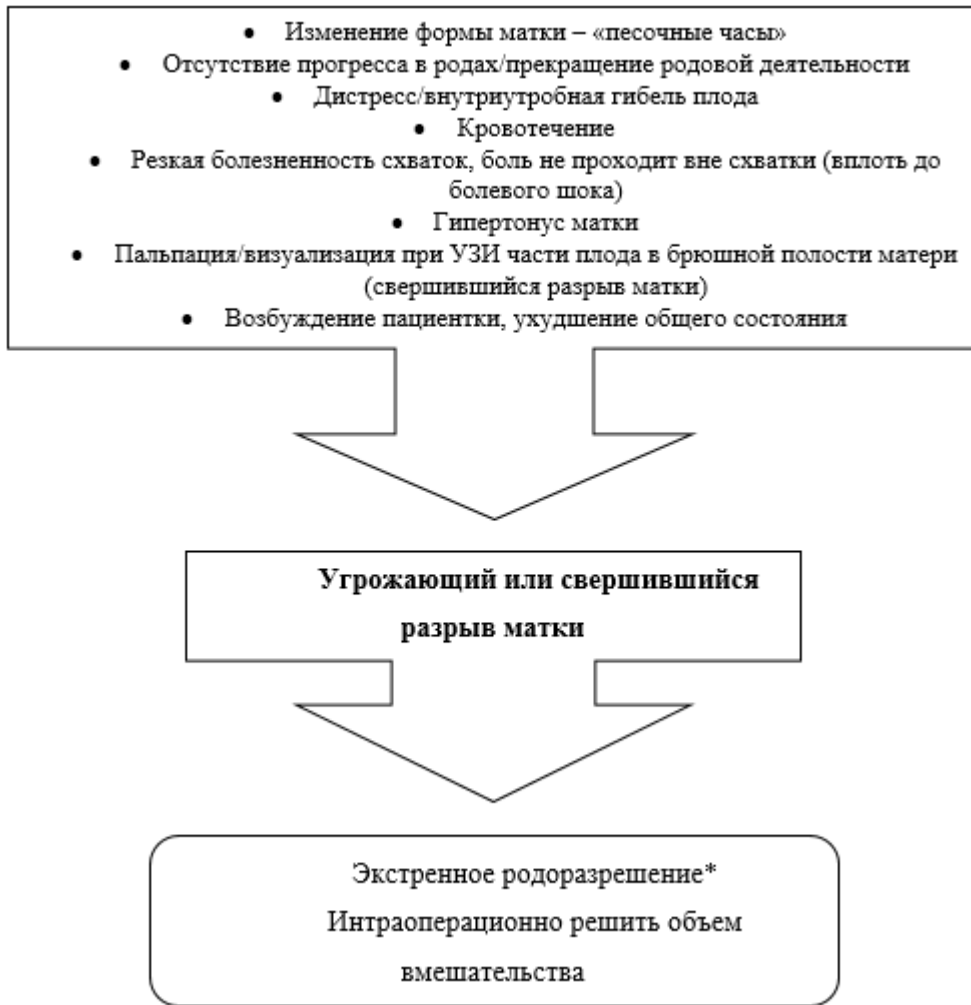 • Изменение формы матки – «песочные часы»
• Отсутствие прогресса в родах/прекращение родовой деятельности
• Дистресс/внутриутробная гибель плода
• Кровотечение
• Резкая болезненность схваток, боль не проходит вне схватки (вплоть до
болевого шока)
• Гипертонус матки
• Пальпация/визуализация при УЗИ части плода в брюшной полости матери
(свершившийся разрыв матки)
• Возбуждение пациентки, ухудшение общего состояния
Угрожающий или свершившийся
разрыв матки
Экстренное родоразрешение*
Интраоперационно решить объем
вмешательства